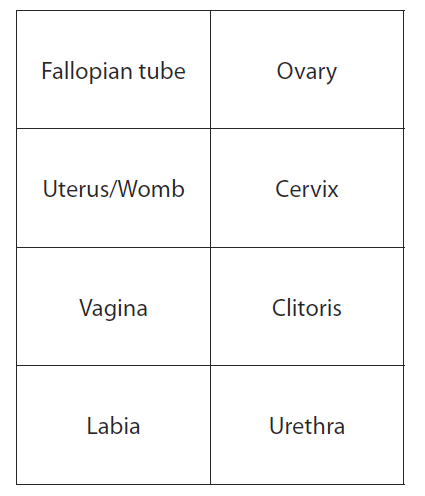 Fallopian tube
Ovary
Uterus/Womb
Cervix
Vagina
Clitoris
Labia
Urethra